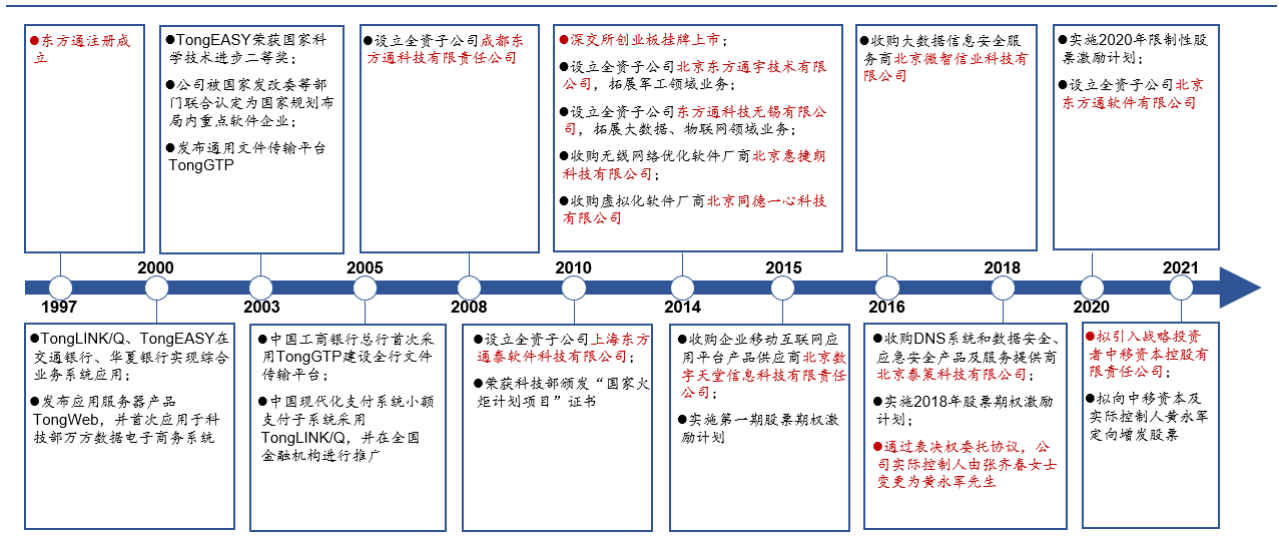 ●东方通注册成
立
●TongEASY荣获国家科
学技术进步二等奖；
●公司被国家发改委等部
门联合认定为国家规划布
局内重点软件企业；
●发布通用文件传输平台
TongGTP
●设立全资子公司成都东
方通科技有限责任公司
●深交所创业板挂牌上市；
●设立全资子公司北京东方通宇技术有限
公司，拓展军工领域业务；
●设立全资子公司东方通科技无锡有限公
司，拓展大数据、物联网领域业务；
●收购无线网络优化软件厂商北京惠捷朗
科技有限公司；
●收购虚拟化软件厂商北京同德一心科技
有限公司
●收购大数据信息安全服
务商北京微智信业科技有
限公司
●实施2020年限制性股
票激励计划；
●设立全资子公司北京
东方通软件有限公司
2000
2005
2010
2015
2018
2021
1997
2003
2008
2014
2016
2020
●TongLINK/Q、TongEASY在
交通银行、华夏银行实现综合
业务系统应用；
●发布应用服务器产品
TongWeb，并首次应用于科
技部万方数据电子商务系统
●中国工商银行总行首次采
用TongGTP建设全行文件
传输平台；
●中国现代化支付系统小额
支付子系统采用
TongLINK/Q，并在全国
金融机构进行推广
●设立全资子公司上海东方
通泰软件科技有限公司；
●荣获科技部颁发“国家火
炬计划项目”证书
●收购企业移动互联网应
用平台产品供应商北京数
字天堂信息科技有限责任
公司；
●实施第一期股票期权激
励计划
●收购DNS系统和数据安全、
应急安全产品及服务提供商
北京泰策科技有限公司；
●实施2018年股票期权激励
计划；
●通过表决权委托协议，公
司实际控制人由张齐春女士
变更为黄永军先生
●拟引入战略投资
者中移资本控股有
限责任公司；
●拟向中移资本及
实际控制人黄永军
定向增发股票